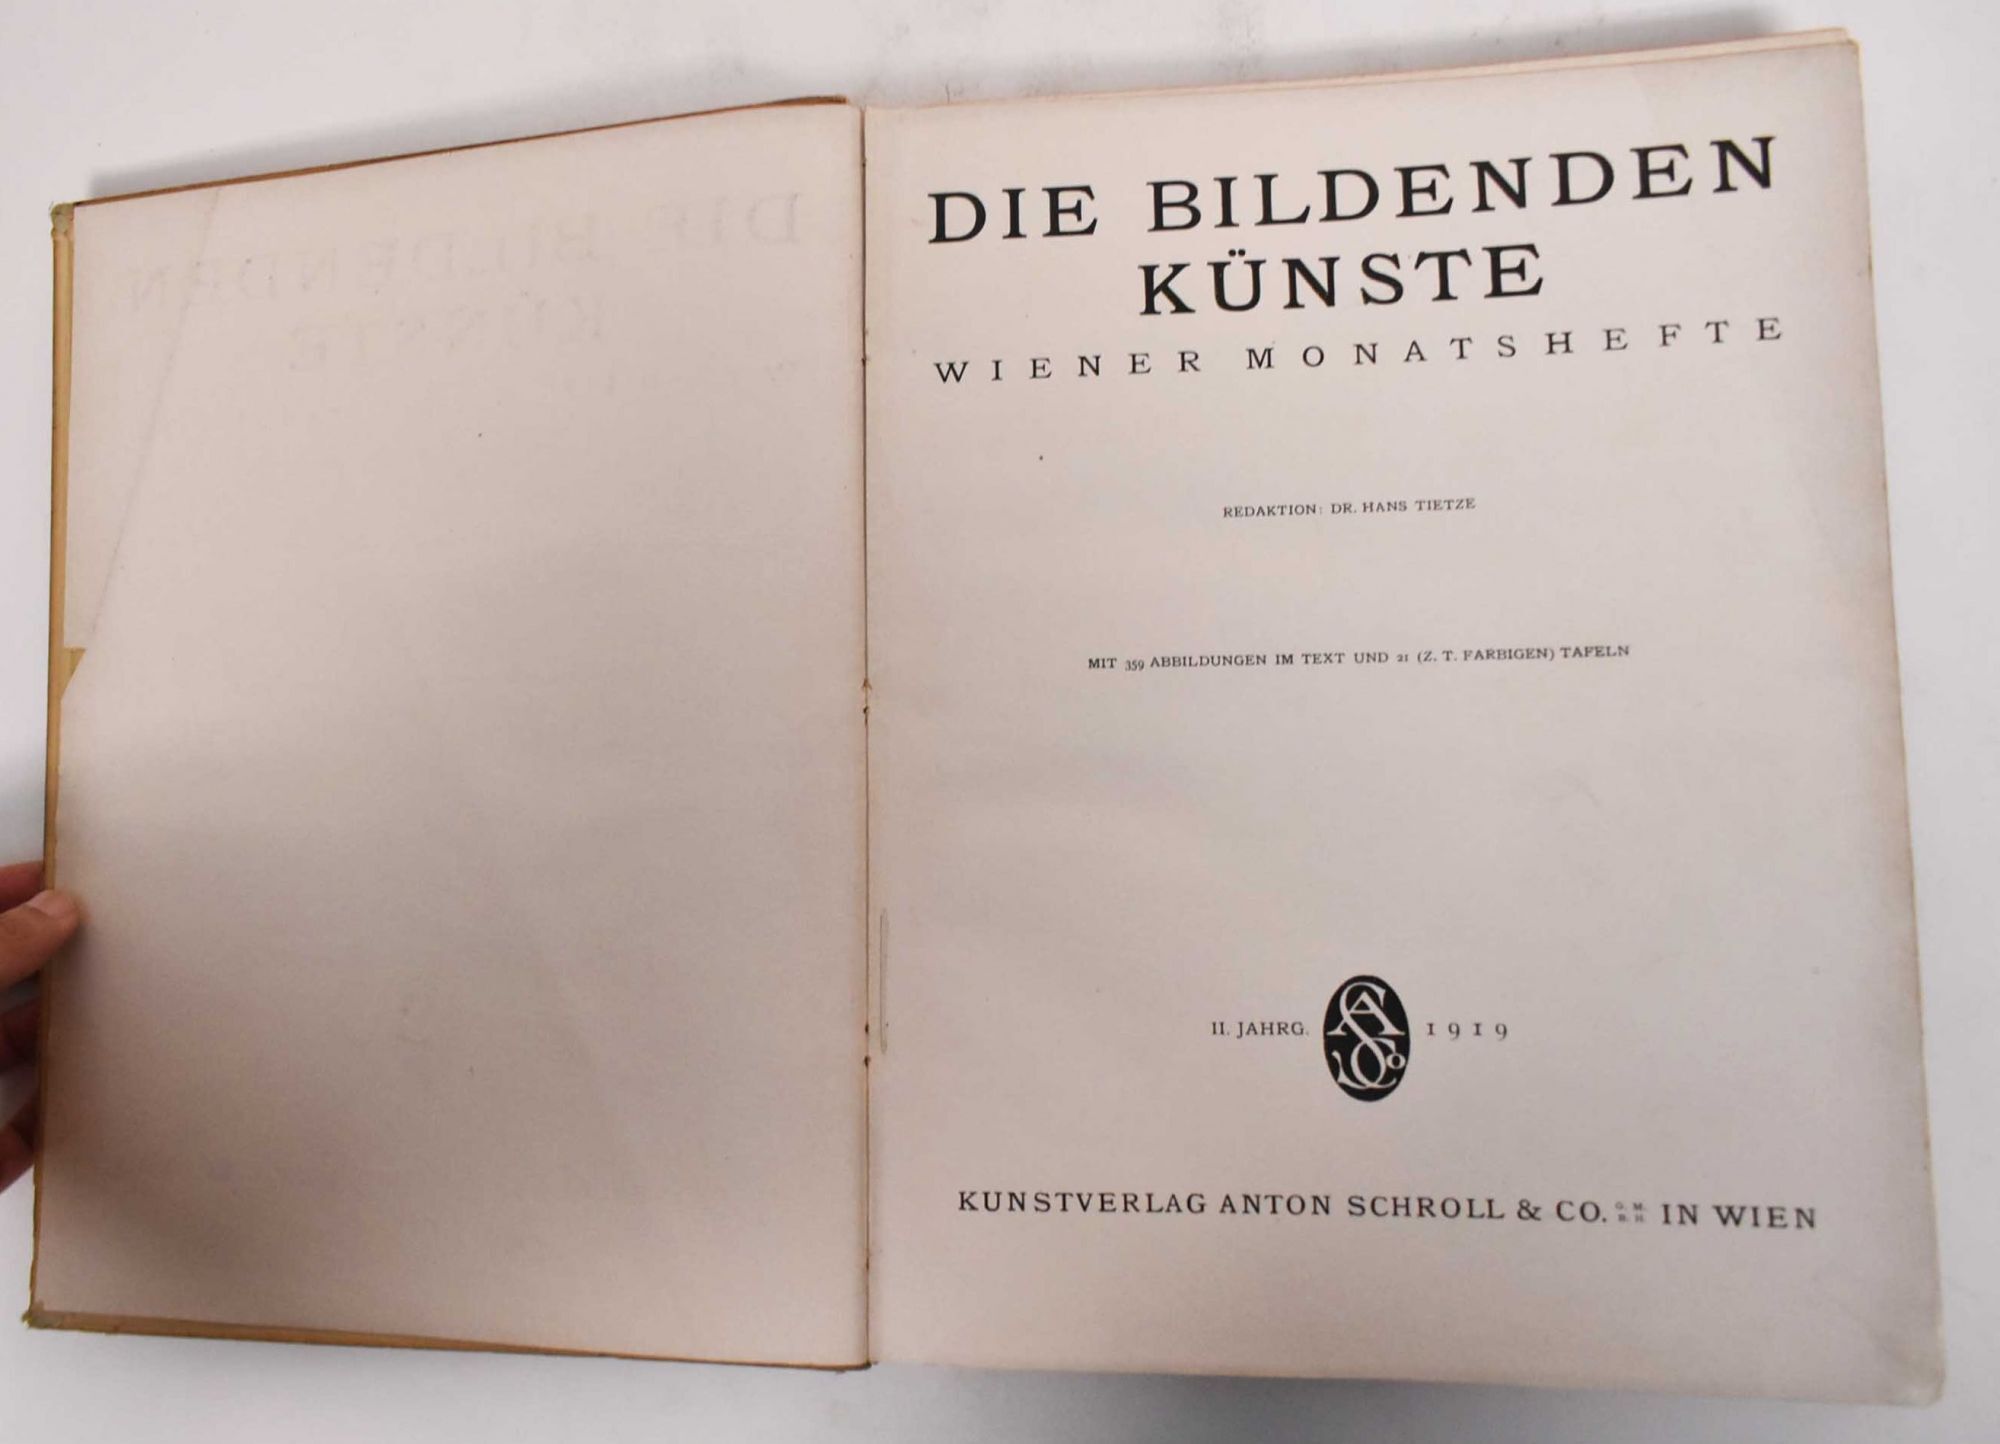 DIE BILDENDEN
KÜNSTE
WIENER MONATSHEFTE
REDAKTION: DR. HANS TIETZE
MIT 359 ABBILDUNGEN IM TEXT UND 21 (Z. T. FARBIGEN) TAFELN
II. JAHRG. 1919
KUNSTVERLAG ANTON SCHROLL & CO. G. M. B. H. IN WIEN